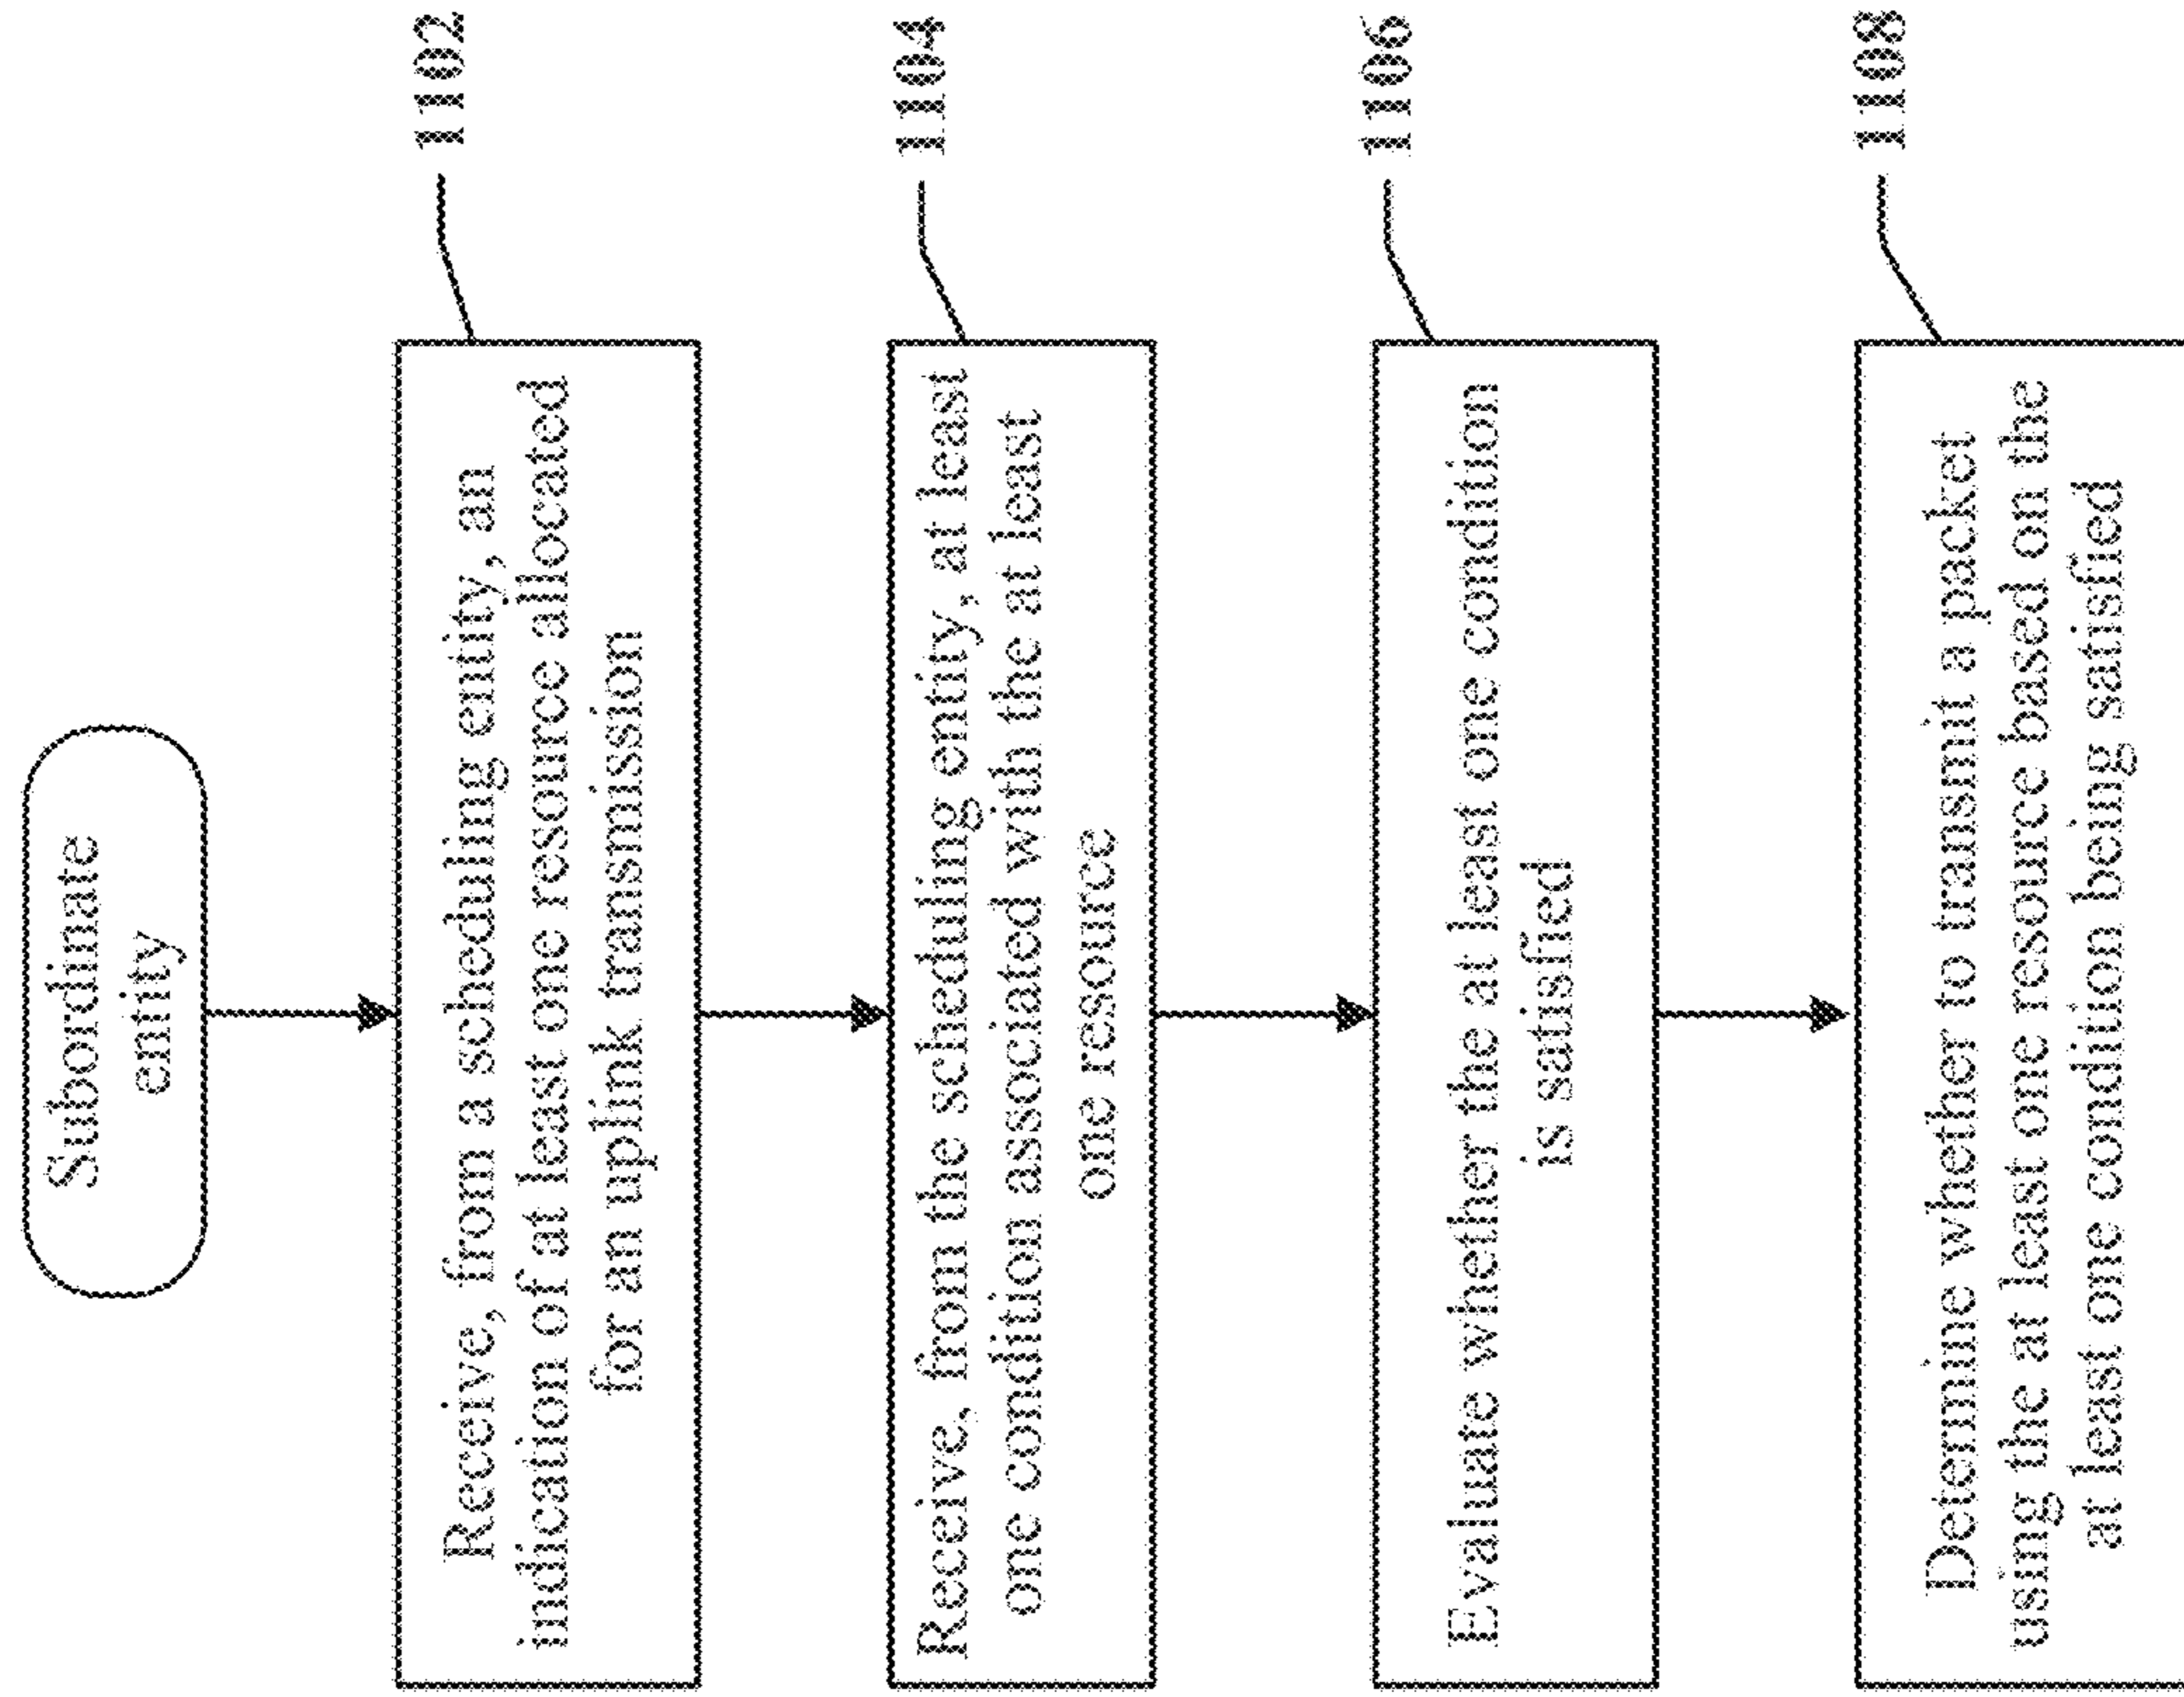 Subordinate
entity
Receive, from a scheduling entity, an
indication of at least one resource allocated
for an uplink transmission
1102
Receive, from the scheduling entity, at least
one condition associated with the at least
one resource
1104
Evaluate whether the at least one condition
is satisfied
1106
Determine whether to transmit a packet
using the at least one resource based on the
at least one condition being satisfied
1108